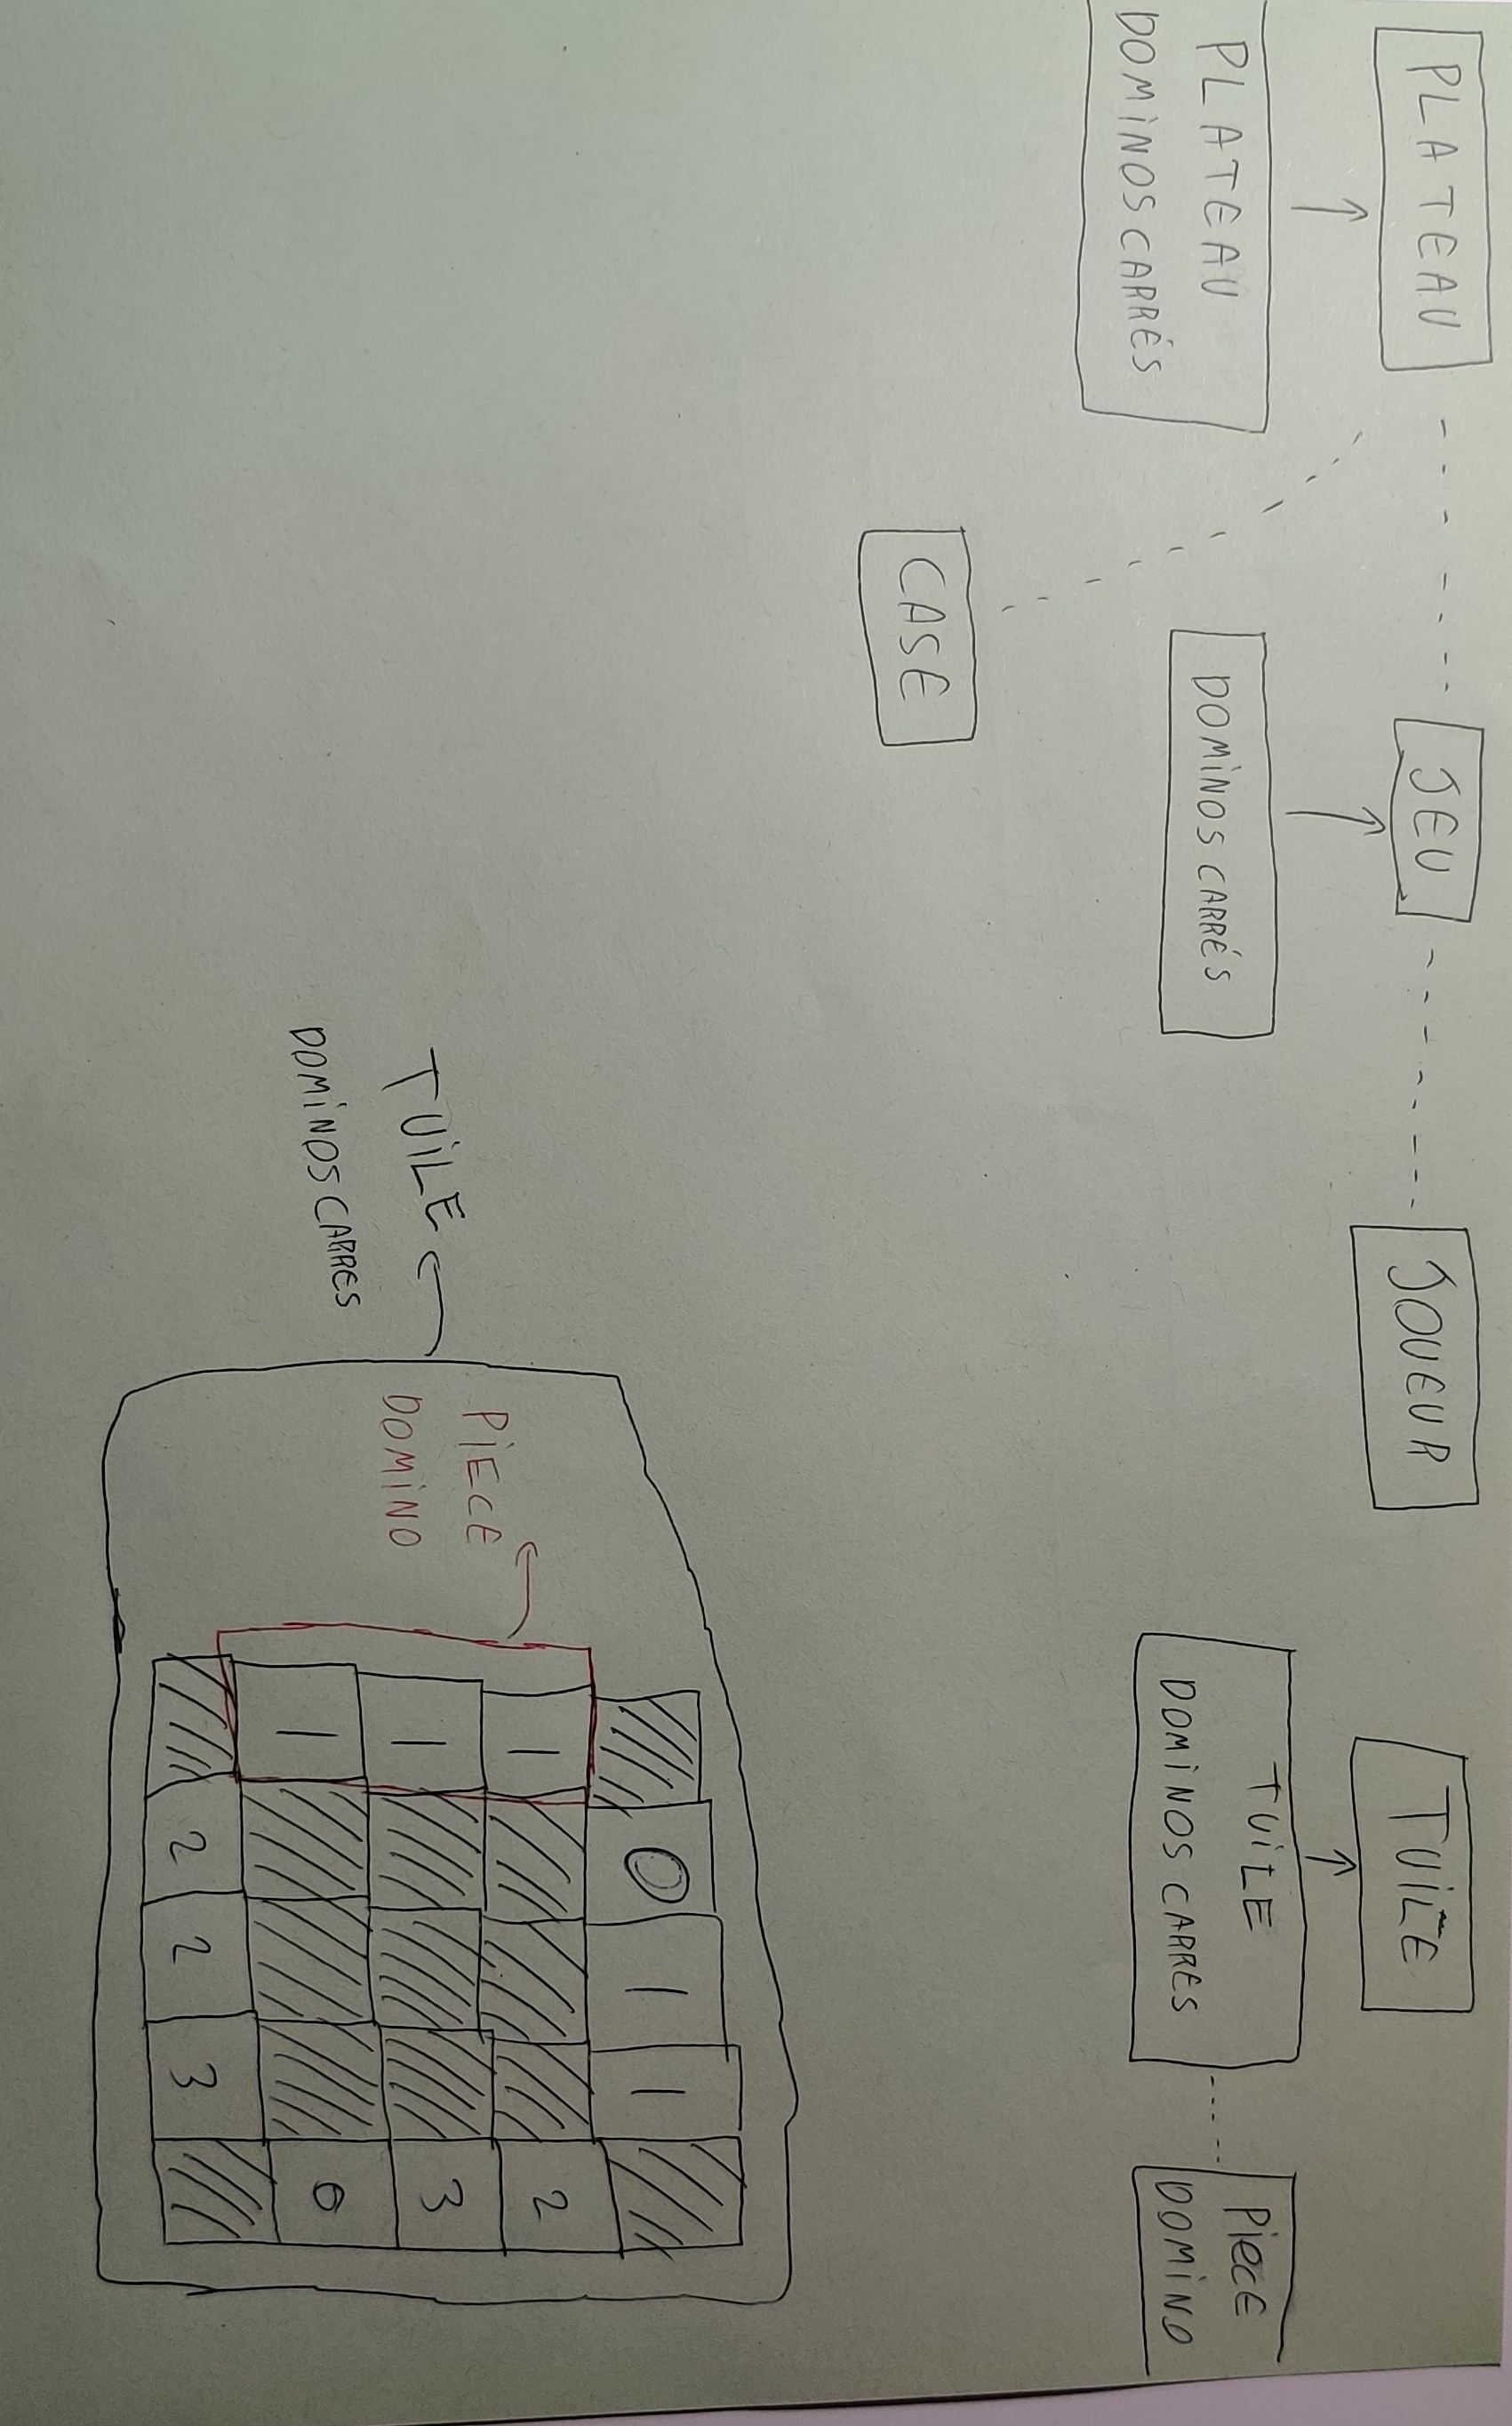 PLATEAU
JEU
JOUEUR
TUILE
PLATEAU
DOMINOS CARRÉS
DOMINOS CARRÉS
TUILE
DOMINOS CARRES
PIECE
DOMINO
CASE
0 1 1
1 2
1 3
1 0
2 2 3
PIECE
DOMINO
TUILE
DOMINOS CARRES